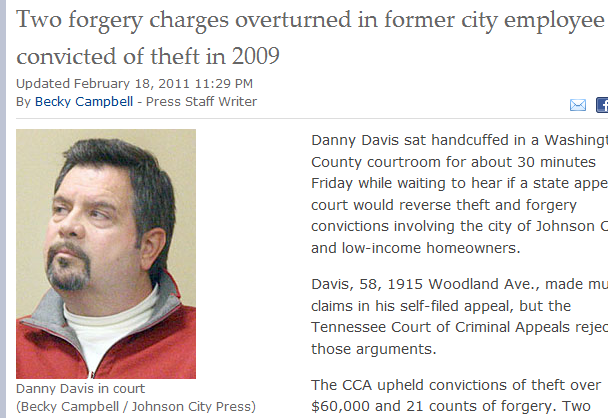 Two forgery charges overturned in former city employee
convicted of theft in 2009
Updated February 18, 2011 11:29 PM
By Becky Campbell - Press Staff Writer
Danny Davis sat handcuffed in a
County courtroom for about 30 minutes
Friday while waiting to hear if a state
court would reverse theft and forgery
convictions involving the city of Johnson
and low-income homeowners.
Davis, 58, 1915 Woodland Ave., made
claims in his self-filed appeal, but the
Tennessee Court of Criminal Appeals
those arguments.
The CCA upheld convictions of theft over
$60,000 and 21 counts of forgery. Two
Danny Davis in court
(Becky Campbell / Johnson City Press)